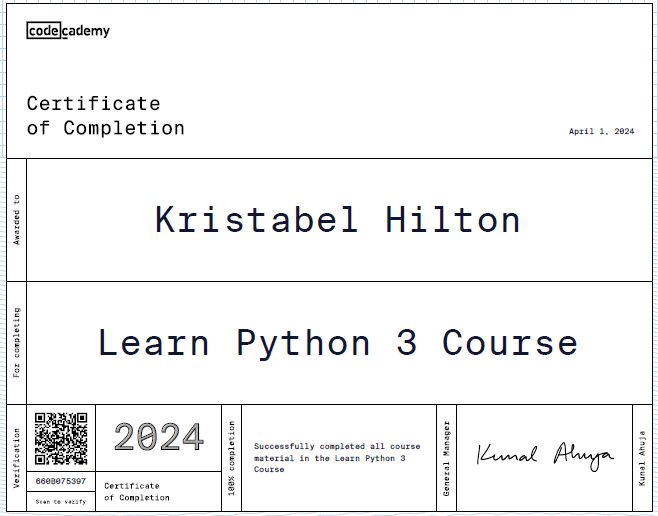 codecademy
Certificate
of Completion
April 1, 2024
Awarded to
Kristabel Hilton
For completing
Learn Python 3 Course
Verification
660B075397
Scan to verify
2024
Certificate
of Completion
100% completion
Successfully completed all course
material in the Learn Python 3
Course
General Manager
Kunal Ahuja
Kunal Ahuja